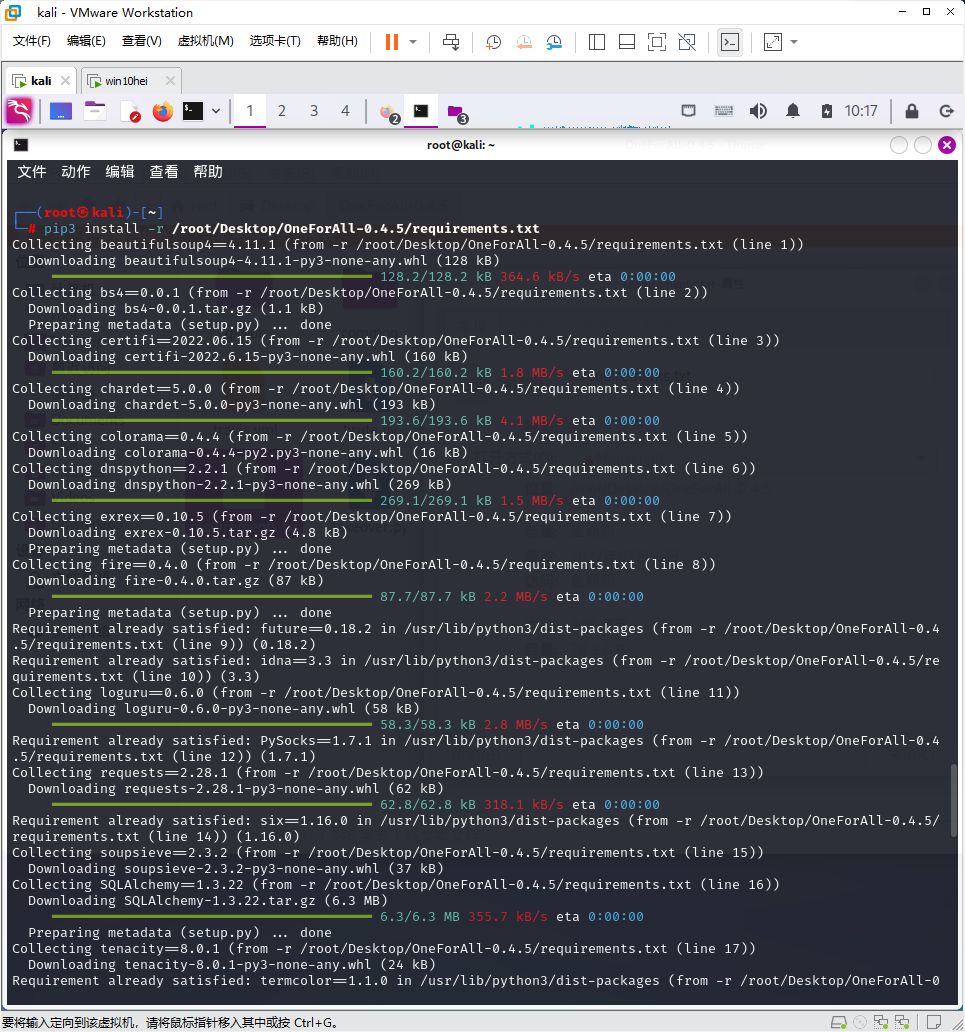 kali - VMware Workstation
文件(F) 编辑(E) 查看(V) 虚拟机(M) 选项卡(T) 帮助(H)
kali win10hei
1 2 3 4 2 3 10:17
root@kali: ~
文件 动作 编辑 查看 帮助
┌──(root㉿kali)-[~]
└─# pip3 install -r /root/Desktop/OneForAll-0.4.5/requirements.txt
Collecting beautifulsoup4==4.11.1 (from -r /root/Desktop/OneForAll-0.4.5/requirements.txt (line 1))
Downloading beautifulsoup4-4.11.1-py3-none-any.whl (128 kB)
128.2/128.2 kB 364.6 kB/s eta 0:00:00
Collecting bs4==0.0.1 (from -r /root/Desktop/OneForAll-0.4.5/requirements.txt (line 2))
Downloading bs4-0.0.1.tar.gz (1.1 kB)
Preparing metadata (setup.py) ... done
Collecting certifi==2022.06.15 (from -r /root/Desktop/OneForAll-0.4.5/requirements.txt (line 3))
Downloading certifi-2022.6.15-py3-none-any.whl (160 kB)
160.2/160.2 kB 1.8 MB/s eta 0:00:00
Collecting chardet==5.0.0 (from -r /root/Desktop/OneForAll-0.4.5/requirements.txt (line 4))
Downloading chardet-5.0.0-py3-none-any.whl (193 kB)
193.6/193.6 kB 4.1 MB/s eta 0:00:00
Collecting colorama==0.4.4 (from -r /root/Desktop/OneForAll-0.4.5/requirements.txt (line 5))
Downloading colorama-0.4.4-py2.py3-none-any.whl (16 kB)
Collecting dnspython==2.2.1 (from -r /root/Desktop/OneForAll-0.4.5/requirements.txt (line 6))
Downloading dnspython-2.2.1-py3-none-any.whl (269 kB)
269.1/269.1 kB 1.5 MB/s eta 0:00:00
Collecting exrex==0.10.5 (from -r /root/Desktop/OneForAll-0.4.5/requirements.txt (line 7))
Downloading exrex-0.10.5.tar.gz (4.8 kB)
Preparing metadata (setup.py) ... done
Collecting fire==0.4.0 (from -r /root/Desktop/OneForAll-0.4.5/requirements.txt (line 8))
Downloading fire-0.4.0.tar.gz (87 kB)
87.7/87.7 kB 2.2 MB/s eta 0:00:00
Preparing metadata (setup.py) ... done
Requirement already satisfied: future==0.18.2 in /usr/lib/python3/dist-packages (from -r /root/Desktop/OneForAll-0.4
.5/requirements.txt (line 9)) (0.18.2)
Requirement already satisfied: idna==3.3 in /usr/lib/python3/dist-packages (from -r /root/Desktop/OneForAll-0.4.5/re
quirements.txt (line 10)) (3.3)
Collecting loguru==0.6.0 (from -r /root/Desktop/OneForAll-0.4.5/requirements.txt (line 11))
Downloading loguru-0.6.0-py3-none-any.whl (58 kB)
58.3/58.3 kB 2.8 MB/s eta 0:00:00
Requirement already satisfied: PySocks==1.7.1 in /usr/lib/python3/dist-packages (from -r /root/Desktop/OneForAll-0.4
.5/requirements.txt (line 12)) (1.7.1)
Collecting requests==2.28.1 (from -r /root/Desktop/OneForAll-0.4.5/requirements.txt (line 13))
Downloading requests-2.28.1-py3-none-any.whl (62 kB)
62.8/62.8 kB 318.1 kB/s eta 0:00:00
Requirement already satisfied: six==1.16.0 in /usr/lib/python3/dist-packages (from -r /root/Desktop/OneForAll-0.4.5/
requirements.txt (line 14)) (1.16.0)
Collecting soupsieve==2.3.2 (from -r /root/Desktop/OneForAll-0.4.5/requirements.txt (line 15))
Downloading soupsieve-2.3.2-py3-none-any.whl (37 kB)
Collecting SQLAlchemy==1.3.22 (from -r /root/Desktop/OneForAll-0.4.5/requirements.txt (line 16))
Downloading SQLAlchemy-1.3.22.tar.gz (6.3 MB)
6.3/6.3 MB 355.7 kB/s eta 0:00:00
Preparing metadata (setup.py) ... done
Collecting tenacity==8.0.1 (from -r /root/Desktop/OneForAll-0.4.5/requirements.txt (line 17))
Downloading tenacity-8.0.1-py3-none-any.whl (24 kB)
Requirement already satisfied: termcolor==1.1.0 in /usr/lib/python3/dist-packages (from -r /root/Desktop/OneForAll-0
要将输入定向到该虚拟机，请将鼠标指针移入其中或按 Ctrl+G。